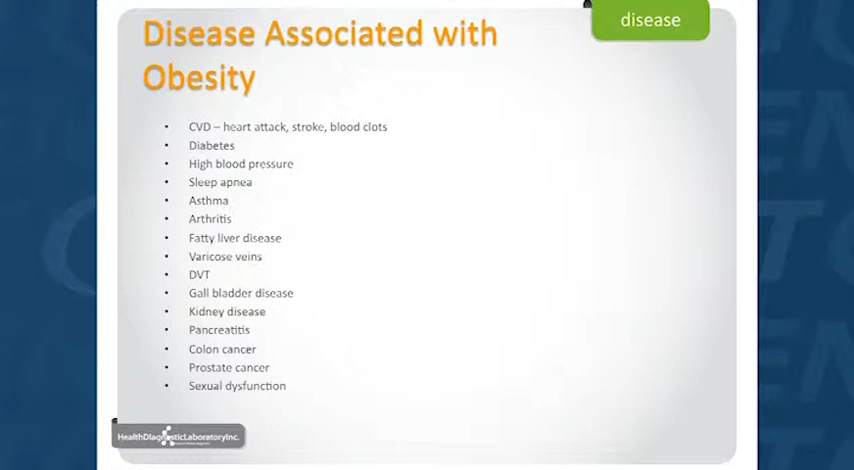 disease
Disease Associated with
Obesity
• CVD – heart attack, stroke, blood clots
• Diabetes
• High blood pressure
• Sleep apnea
• Asthma
• Arthritis
• Fatty liver disease
• Varicose veins
• DVT
• Gall bladder disease
• Kidney disease
• Pancreatitis
• Colon cancer
• Prostate cancer
• Sexual dysfunction
HealthDiagnosticLaboratoryInc.